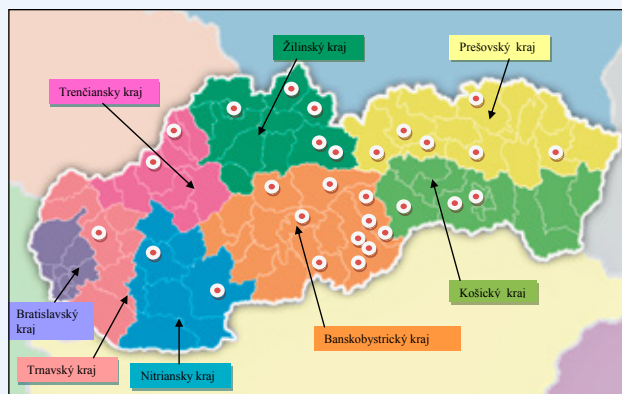 Žilinský kraj
Prešovský kraj
Trenčiansky kraj
Košický kraj
Bratislavský
kraj
Banskobystrický kraj
Trnavský kraj
Nitriansky kraj